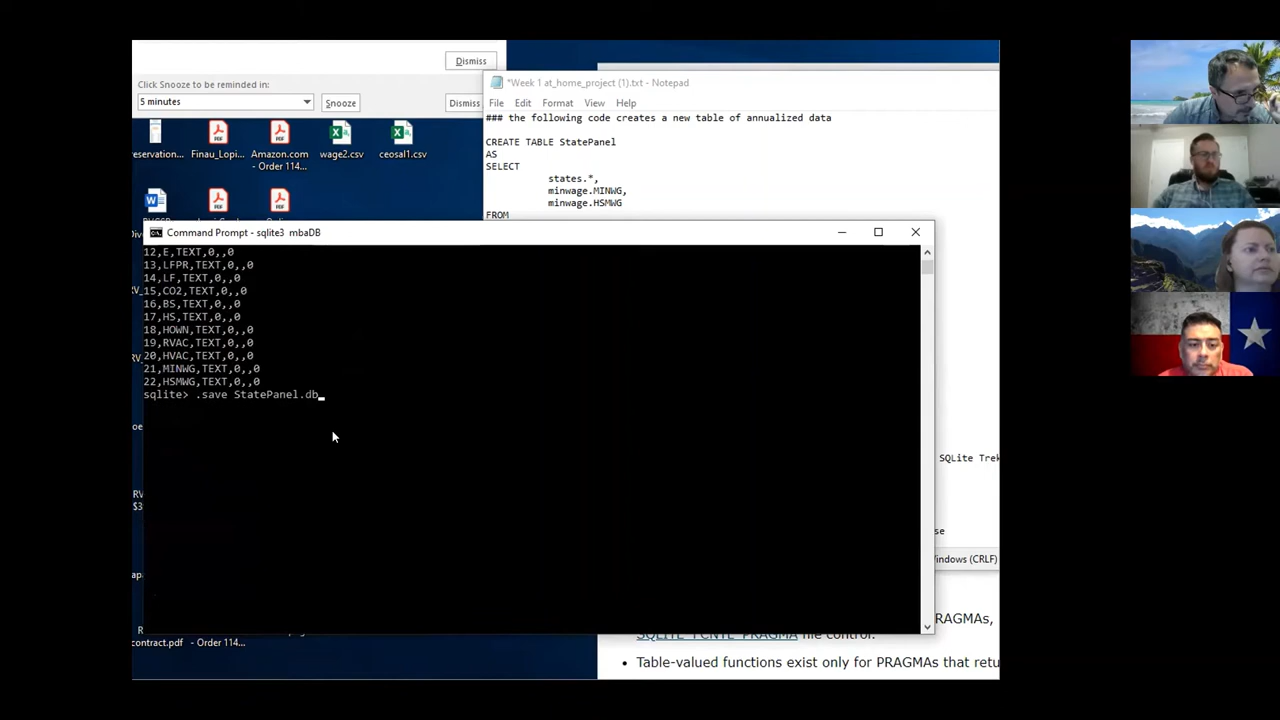 Dismiss
Click Snooze to be reminded in:
5 minutes
Snooze
Dismiss
*Week 1 at_home_project (1).txt - Notepad
File Edit Format View Help
### the following code creates a new table of annualized data
CREATE TABLE StatePanel
AS
SELECT
states.*,
minwage.MINWG,
minwage.HSMWG
FROM
eservation...
Finau_Lopi...
Amazon.com
- Order 114...
wage2.csv
ceosal1.csv
Command Prompt - sqlite3 mbaDB
12,E,TEXT,0,,0
13,LFPR,TEXT,0,,0
14,LF,TEXT,0,,0
15,CO2,TEXT,0,,0
16,BS,TEXT,0,,0
17,HS,TEXT,0,,0
18,HOWN,TEXT,0,,0
19,RVAC,TEXT,0,,0
20,HVAC,TEXT,0,,0
21,MINWG,TEXT,0,,0
22,HSMWG,TEXT,0,,0
sqlite> .save StatePanel.db
SQLite Trek
se
Windows (CRLF)
contract.pdf
- Order 114...
RAGMAs,
file control.
• Table-valued functions exist only for PRAGMAs that retu